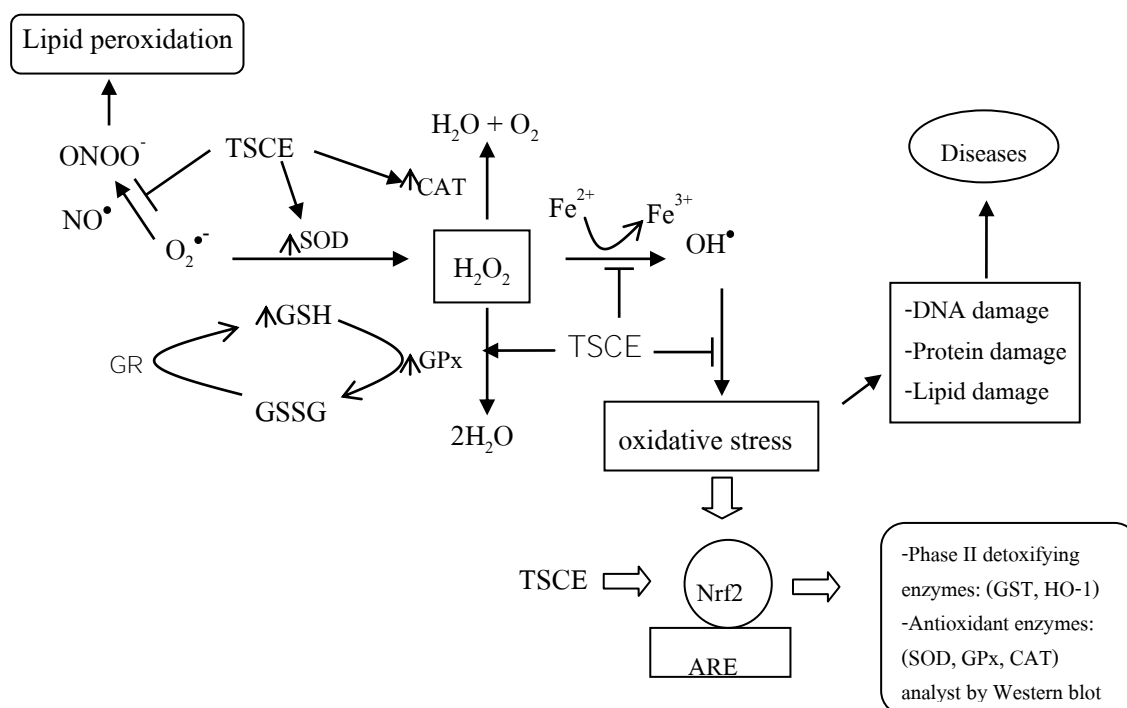 Lipid peroxidation
H₂O + O₂
ONOO⁻
TSCE
CAT
Diseases
NO•
Fe²⁺
Fe³⁺
O₂•⁻
SOD
H₂O₂
OH•
GSH
GR
GPx
TSCE
GSSG
2H₂O
-DNA damage
-Protein damage
-Lipid damage
oxidative stress
TSCE
Nrf2
ARE
-Phase II detoxifying
enzymes: (GST, HO-1)
-Antioxidant enzymes:
(SOD, GPx, CAT)
analyst by Western blot